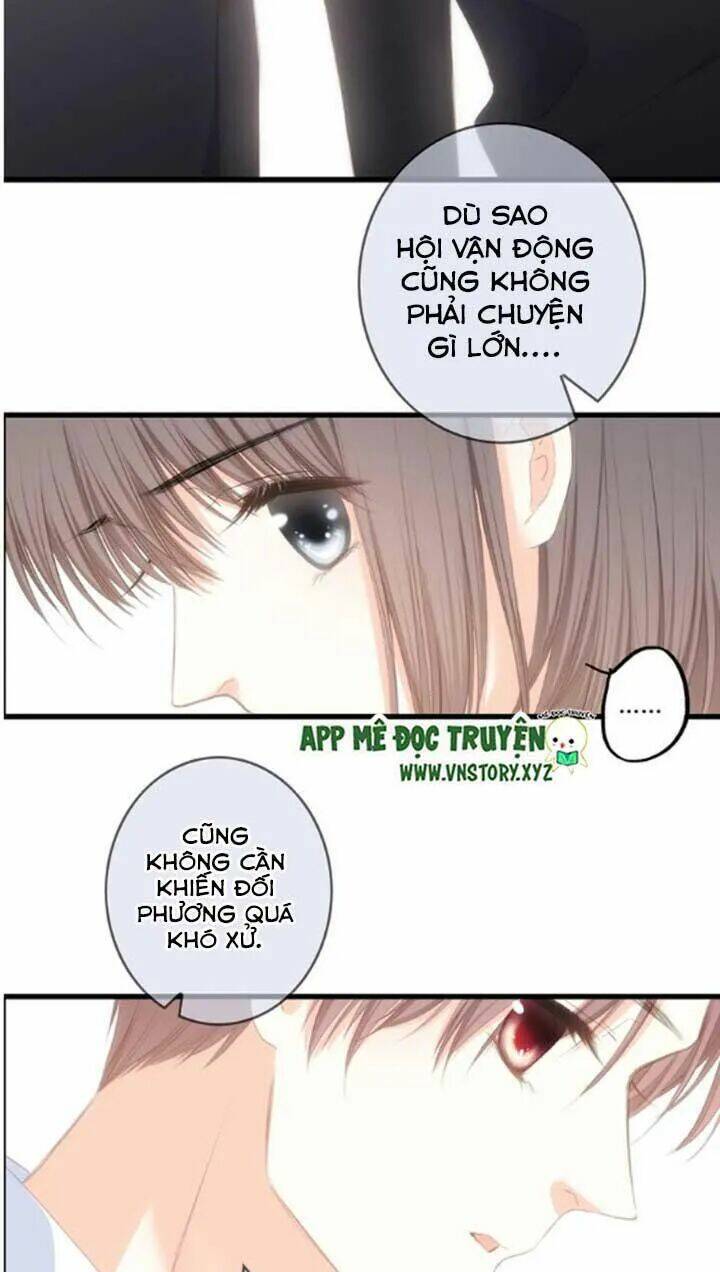 DÙ SAO
HỘI VẬN ĐỘNG
CŨNG KHÔNG
PHẢI CHUYỆN
GÌ LỚN....
......
APP MÊ ĐỌC TRUYỆN
WWW.VNSTORY.XYZ
CŨNG
KHÔNG CẦN
KHIẾN ĐỐI
PHƯƠNG QUÁ
KHÓ XỬ.